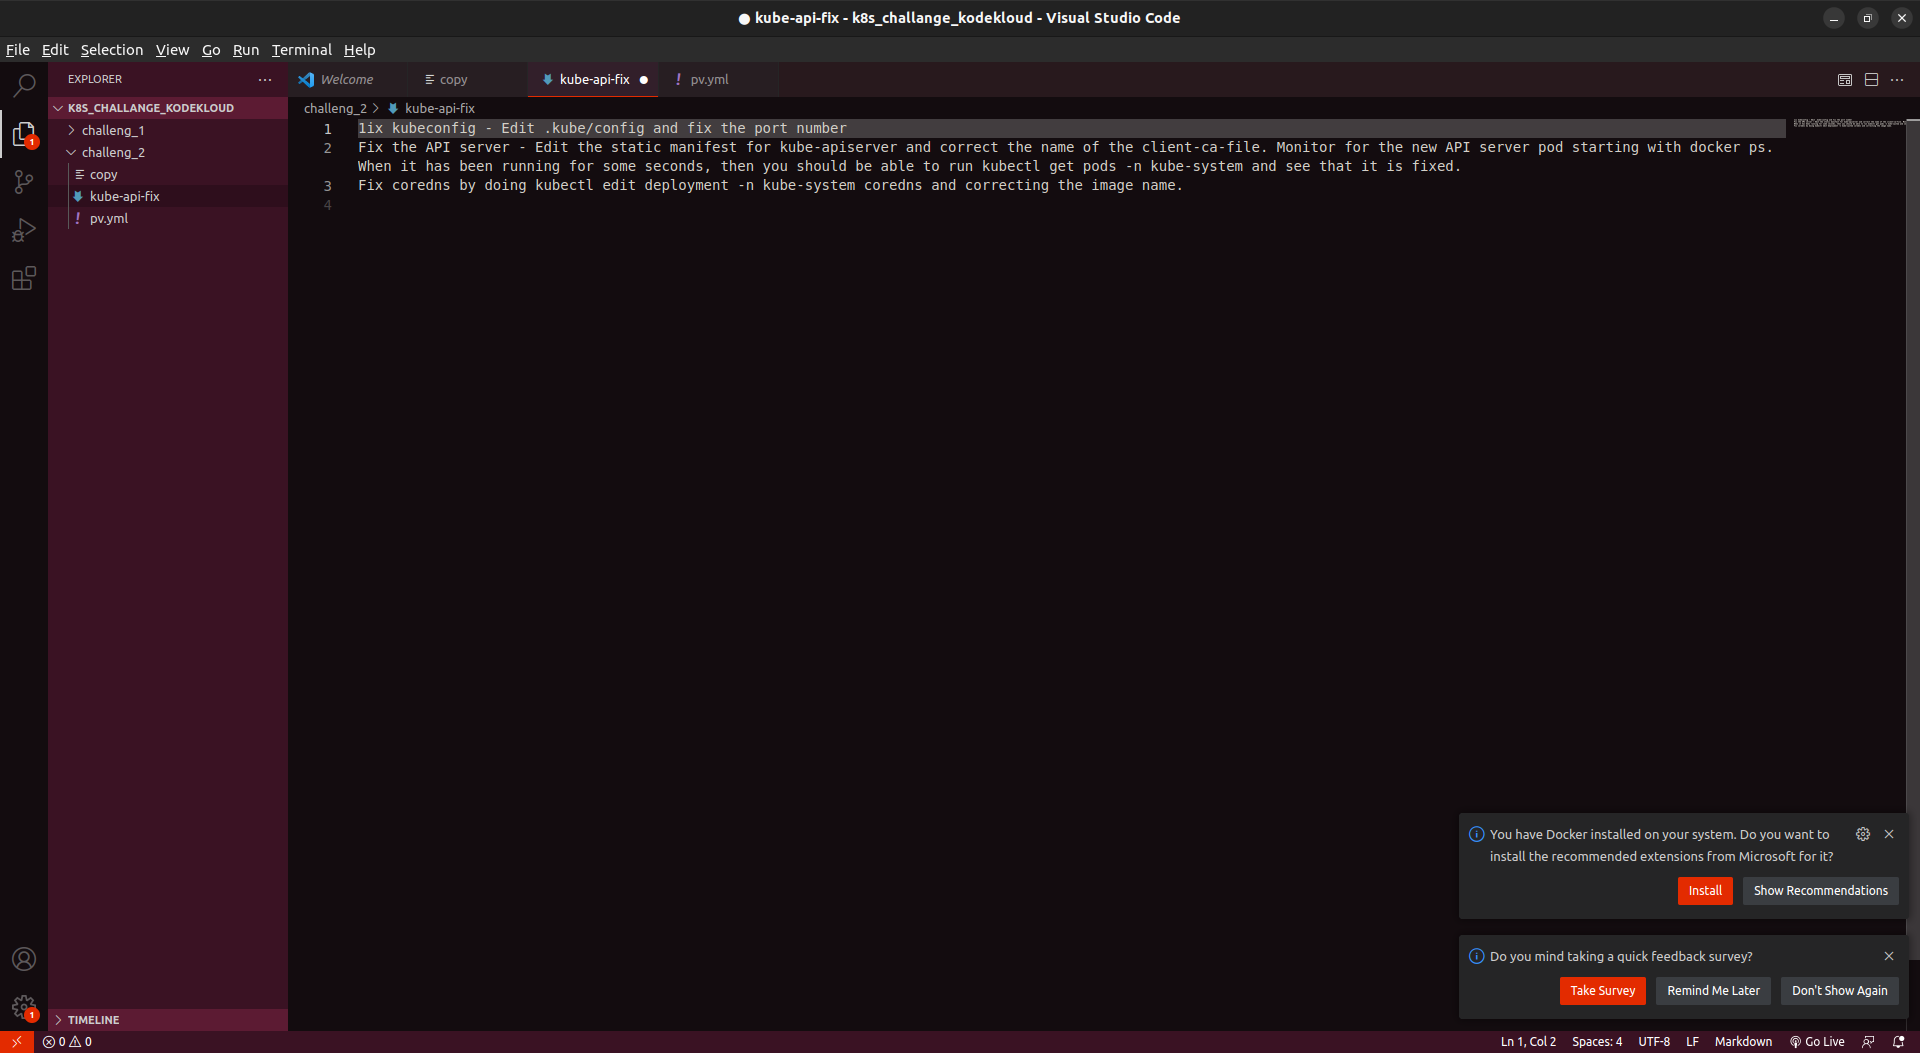 kube-api-fix - k8s_challange_kodekloud - Visual Studio Code
File Edit Selection View Go Run Terminal Help
EXPLORER
Welcome
copy
kube-api-fix
pv.yml
K8S_CHALLANGE_KODEKLOUD
challeng_1
challeng_2
copy
kube-api-fix
pv.yml
challeng_2 > kube-api-fix
1 1ix kubeconfig - Edit .kube/config and fix the port number
2 Fix the API server - Edit the static manifest for kube-apiserver and correct the name of the client-ca-file. Monitor for the new API server pod starting with docker ps.
When it has been running for some seconds, then you should be able to run kubectl get pods -n kube-system and see that it is fixed.
3 Fix coredns by doing kubectl edit deployment -n kube-system coredns and correcting the image name.
4
1
You have Docker installed on your system. Do you want to
install the recommended extensions from Microsoft for it?
Install Show Recommendations
Do you mind taking a quick feedback survey?
Take Survey Remind Me Later Don't Show Again
1
TIMELINE
0 0 Ln 1, Col 2 Spaces: 4 UTF-8 LF Markdown Go Live